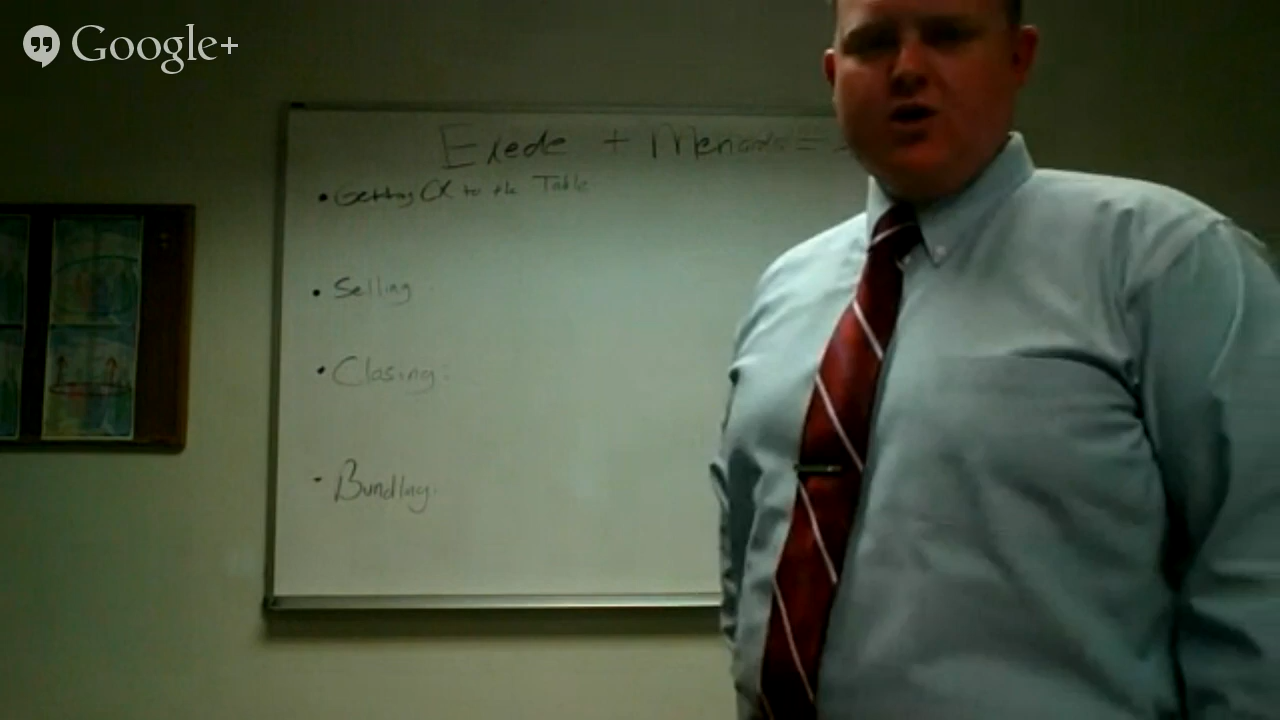 Google+
Exede + Menards =
• Getting CX to the Table
• Selling
• Closing:
- Bundling: